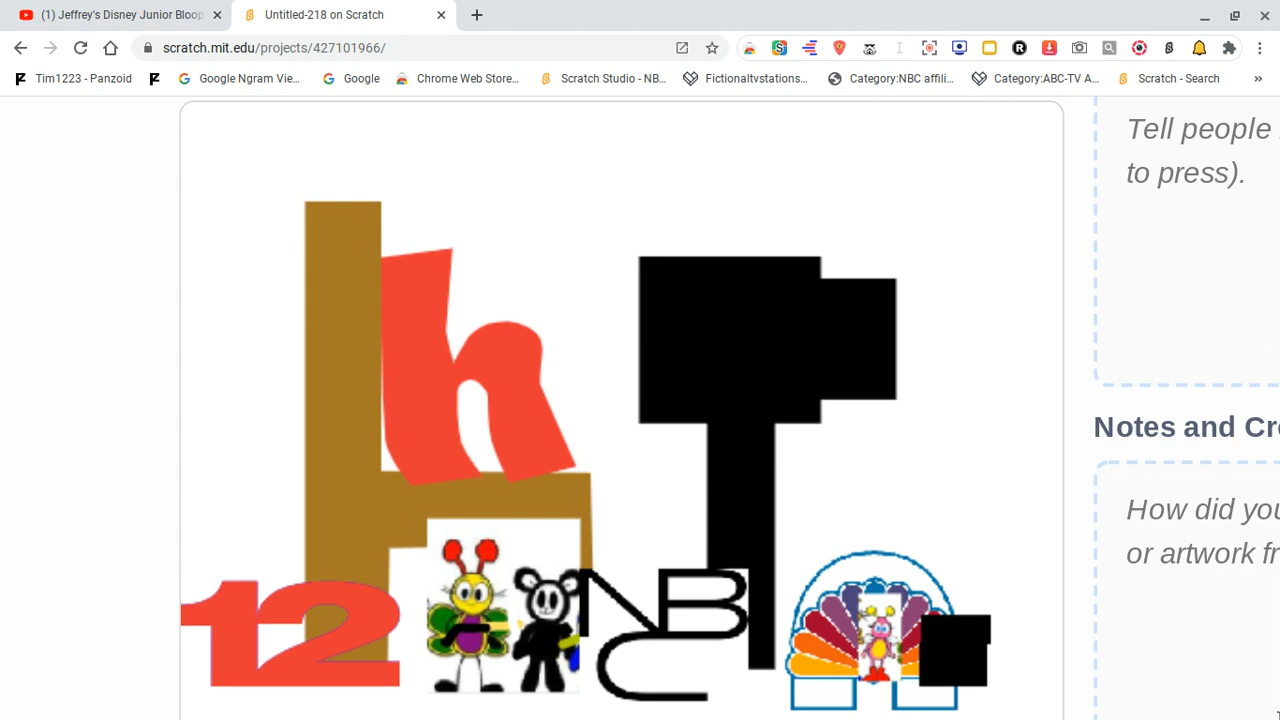 (1) Jeffrey's Disney Junior Bloop
Untitled-218 on Scratch
scratch.mit.edu/projects/427101966/
Tim1223 - Panzoid
Google Ngram Vie...
Google
Chrome Web Store...
Scratch Studio - NB...
Fictionaltvstations...
Category:NBC affili...
Category:ABC-TV A...
Scratch - Search
»
Tell people
to press).
h
12
NB
C
Notes and Cre
How did you
or artwork fr